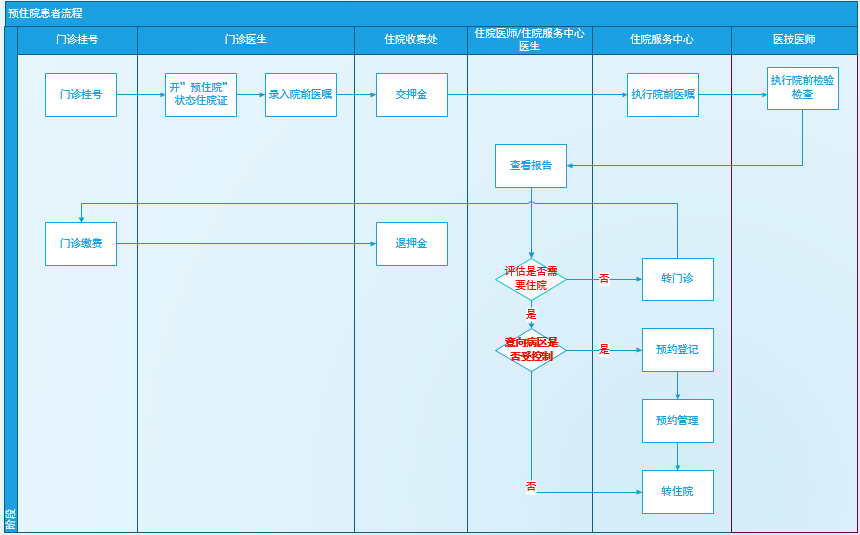 预住院患者流程
门诊挂号
门诊医生
住院收费处
住院医师/住院服务中心
医生
住院服务中心
医技医师
门诊挂号
开”预住院”
状态住院证
录入院前医嘱
交押金
执行院前医嘱
执行院前检验
检查
查看报告
门诊缴费
退押金
评估是否需
要住院
否
转门诊
是
意向病区是
否受控制
是
预约登记
预约管理
否
转住院
阶段